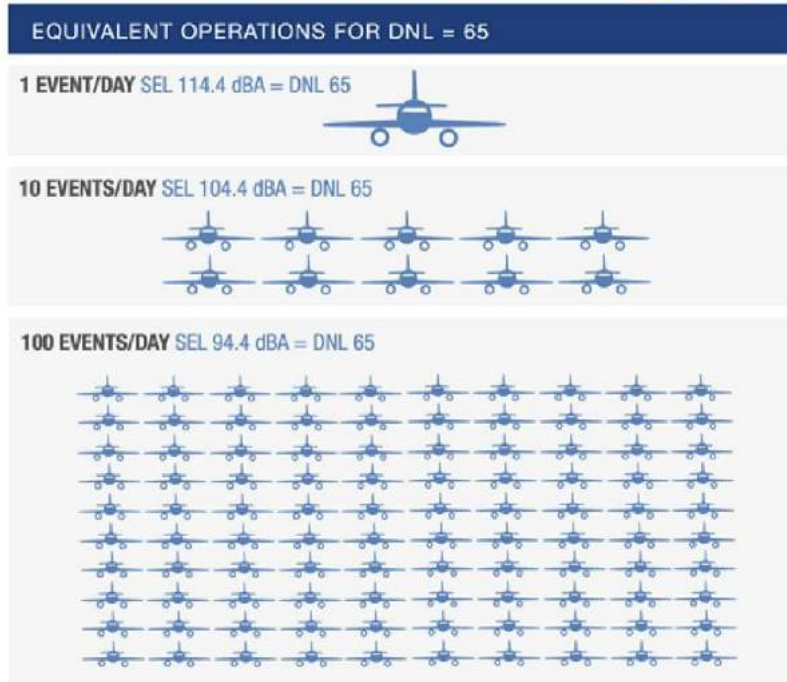 EQUIVALENT OPERATIONS FOR DNL = 65
1 EVENT/DAY SEL 114.4 dBA = DNL 65
10 EVENTS/DAY SEL 104.4 dBA = DNL 65
100 EVENTS/DAY SEL 94.4 dBA = DNL 65